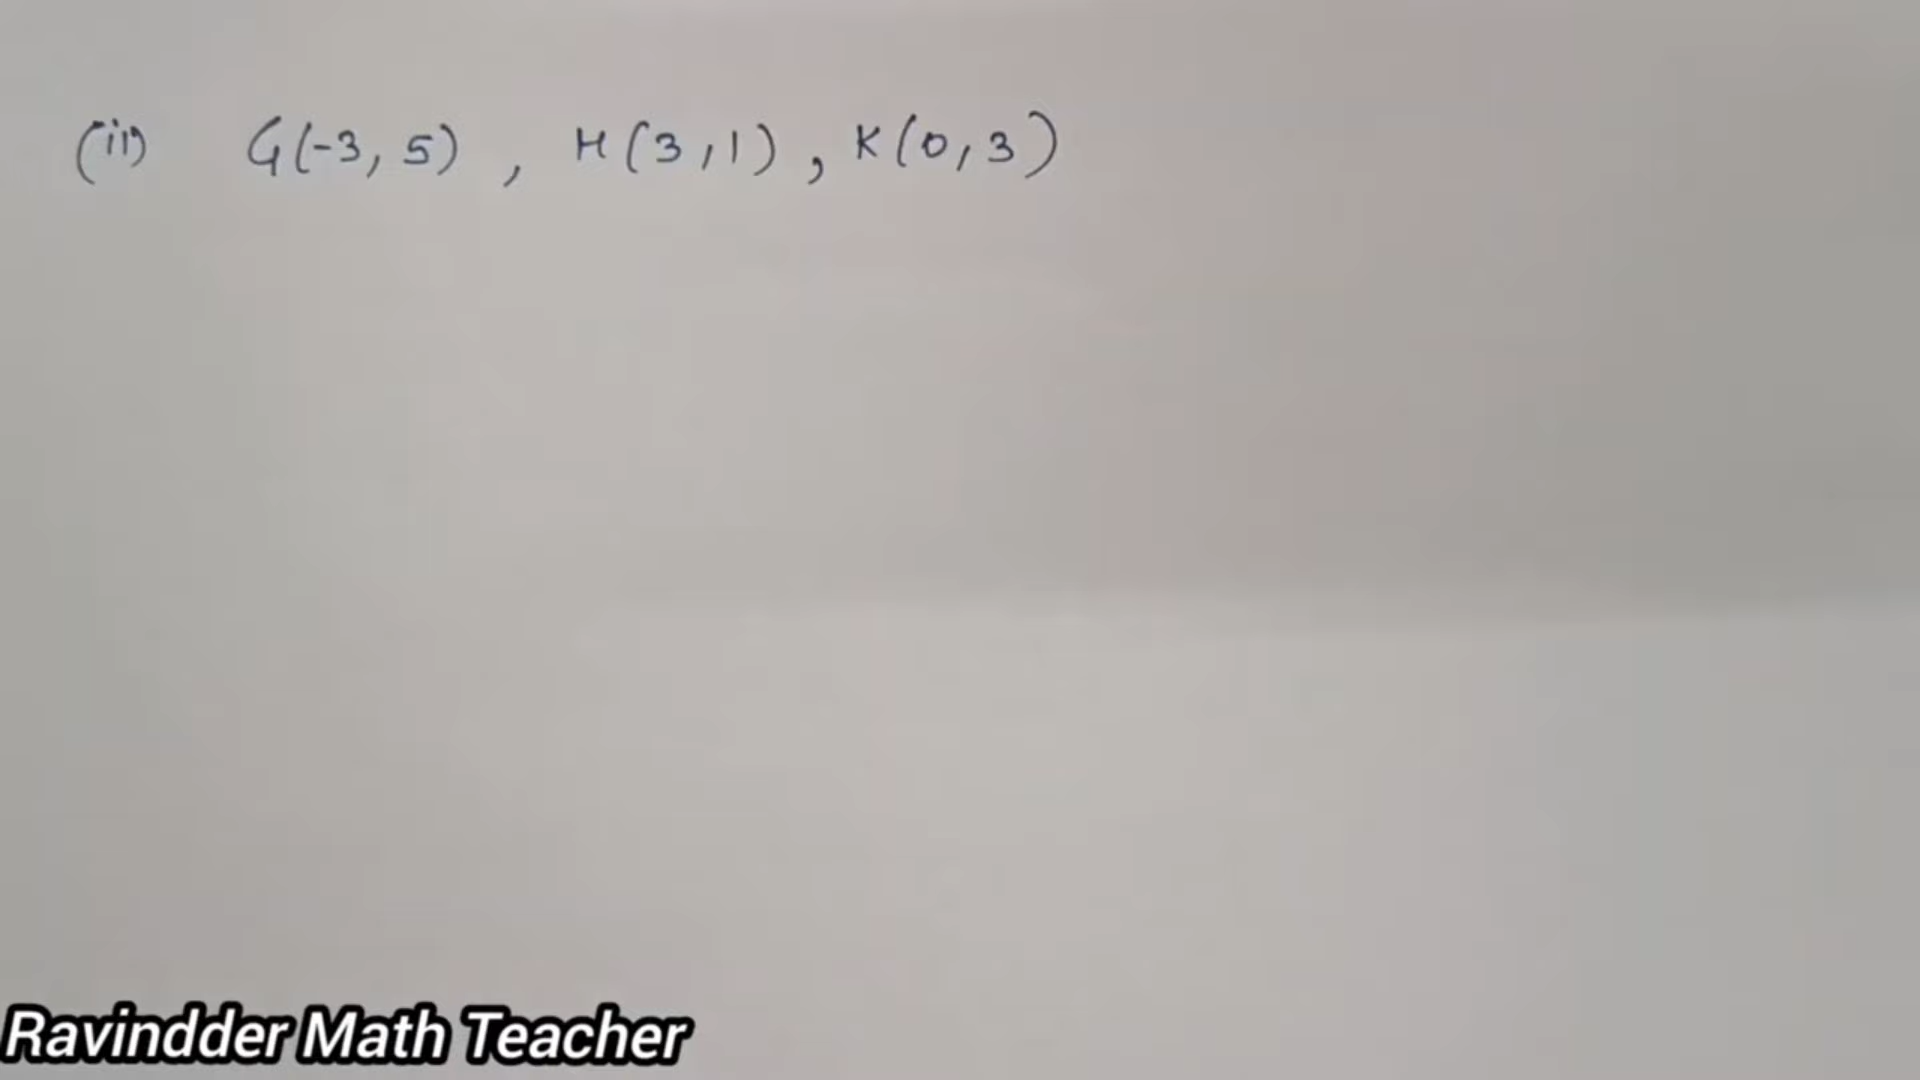 (ii) G(-3, 5) , H(3,1) , K(0,3)
Ravindder Math Teacher